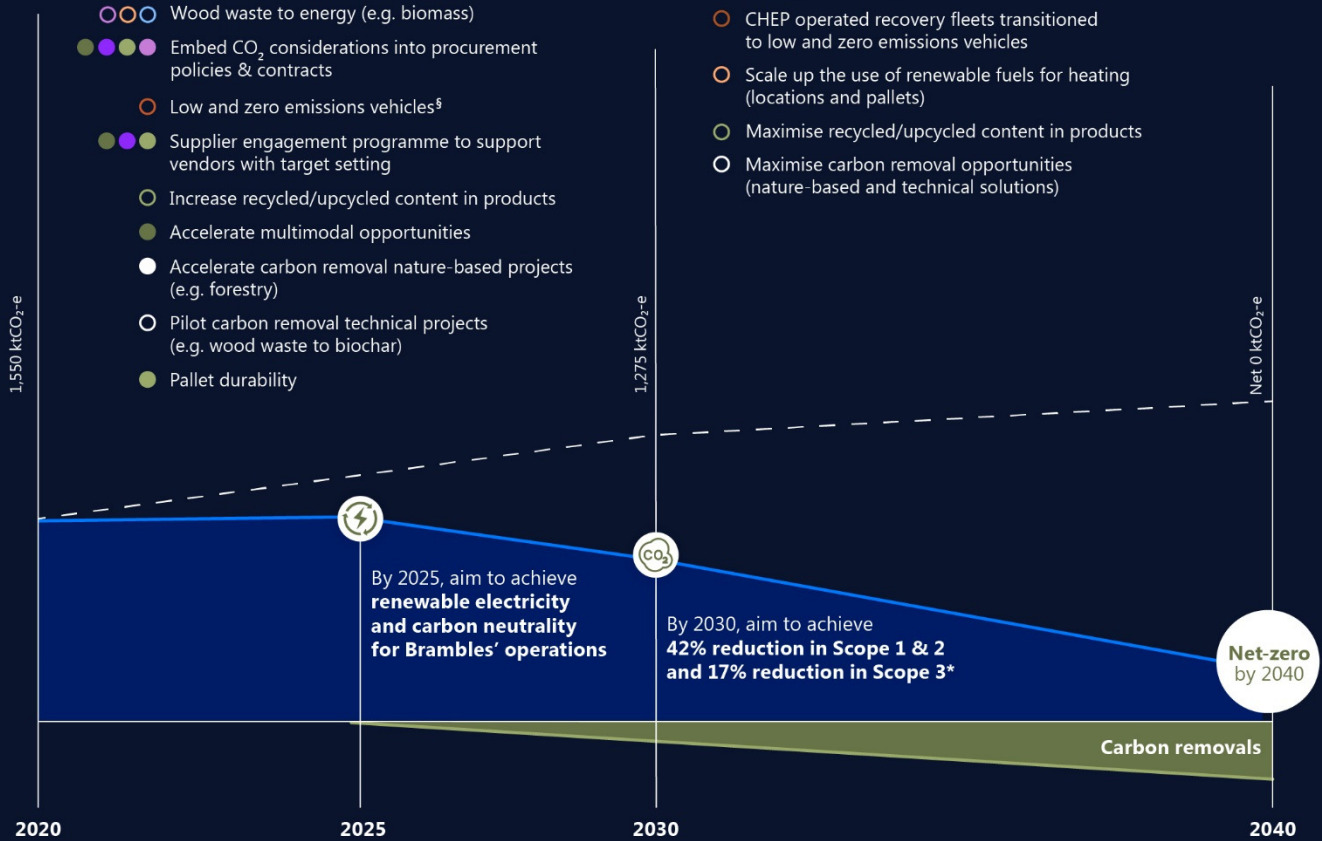 Wood waste to energy (e.g. biomass)
Embed CO₂ considerations into procurement
policies & contracts
Low and zero emissions vehicles§
Supplier engagement programme to support
vendors with target setting
Increase recycled/upcycled content in products
Accelerate multimodal opportunities
Accelerate carbon removal nature-based projects
(e.g. forestry)
Pilot carbon removal technical projects
(e.g. wood waste to biochar)
Pallet durability
CHEP operated recovery fleets transitioned
to low and zero emissions vehicles
Scale up the use of renewable fuels for heating
(locations and pallets)
Maximise recycled/upcycled content in products
Maximise carbon removal opportunities
(nature-based and technical solutions)
1,550 ktCO₂-e
1,275 ktCO₂-e
Net 0 ktCO₂-e
CO₂
By 2025, aim to achieve
renewable electricity
and carbon neutrality
for Brambles' operations
By 2030, aim to achieve
42% reduction in Scope 1 & 2
and 17% reduction in Scope 3*
Net-zero
by 2040
Carbon removals
2020
2025
2030
2040